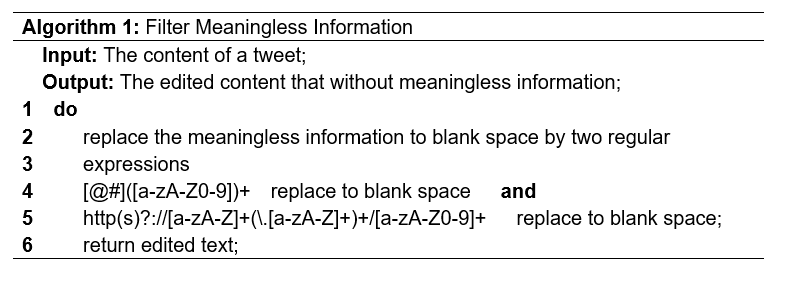 Algorithm 1: Filter Meaningless Information
Input: The content of a tweet;
Output: The edited content that without meaningless information;
1 do
2 replace the meaningless information to blank space by two regular
3 expressions
4 [@#]([a-zA-Z0-9])+ replace to blank space and
5 http(s)?://[a-zA-Z]+(\.[a-zA-Z]+)+/[a-zA-Z0-9]+ replace to blank space;
6 return edited text;